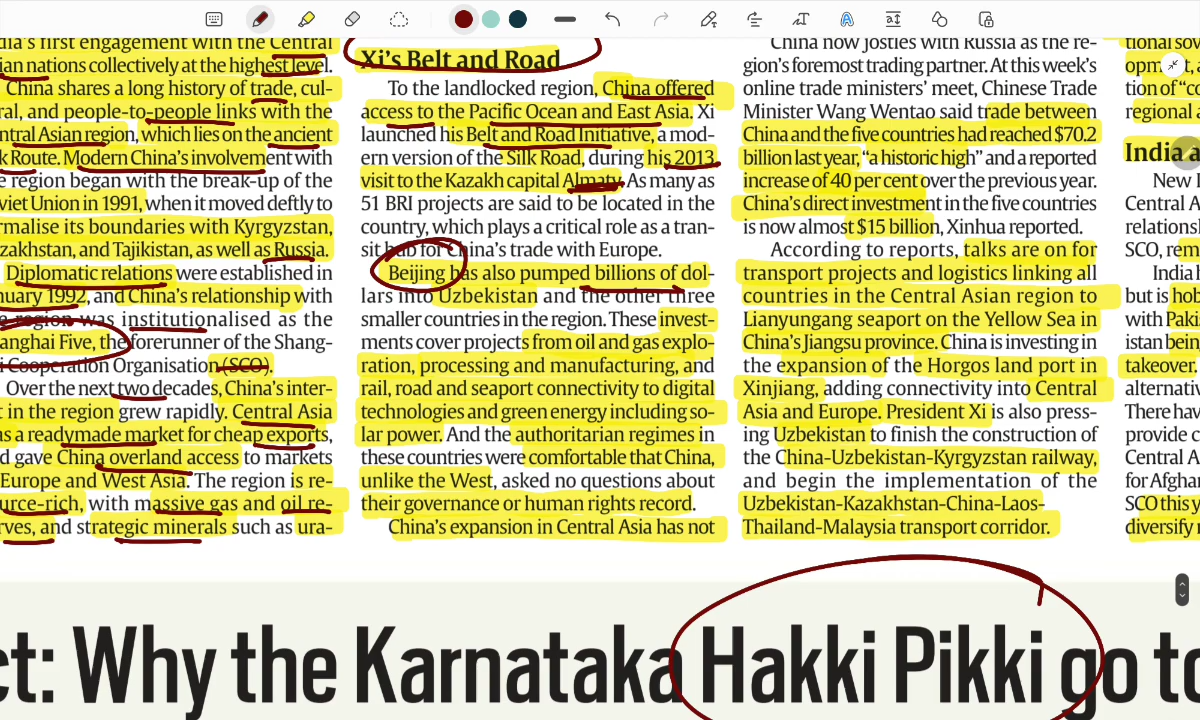 dia's first engagement with the Central
ian nations collectively at the highest level.
China shares a long history of trade, cul-
ral, and people-to-people links with the
ntral Asian region, which lies on the ancient
k Route. Modern China's involvement with
e region began with the break-up of the
viet Union in 1991, when it moved deftly to
rmalise its boundaries with Kyrgyzstan,
zakhstan, and Tajikistan, as well as Russia.
Diplomatic relations were established in
nuary 1992, and China's relationship with
e region was institutionalised as the
anghai Five, the forerunner of the Shang-
i Cooperation Organisation (SCO).
Over the next two decades, China's inter-
t in the region grew rapidly. Central Asia
as a readymade market for cheap exports,
d gave China overland access to markets
Europe and West Asia. The region is re-
urce-rich, with massive gas and oil re-
rves, and strategic minerals such as ura-
Xi's Belt and Road
To the landlocked region, China offered
access to the Pacific Ocean and East Asia. Xi
launched his Belt and Road Initiative, a mod-
ern version of the Silk Road, during his 2013
visit to the Kazakh capital Almaty. As many as
51 BRI projects are said to be located in the
country, which plays a critical role as a tran-
sit hub for China's trade with Europe.
Beijing has also pumped billions of dol-
lars into Uzbekistan and the other three
smaller countries in the region. These invest-
ments cover projects from oil and gas explo-
ration, processing and manufacturing, and
rail, road and seaport connectivity to digital
technologies and green energy including so-
lar power. And the authoritarian regimes in
these countries were comfortable that China,
unlike the West, asked no questions about
their governance or human rights record.
China's expansion in Central Asia has not
China now jostles with Russia as the re-
gion's foremost trading partner. At this week's
online trade ministers' meet, Chinese Trade
Minister Wang Wentao said trade between
China and the five countries had reached $70.2
billion last year, “a historic high” and a reported
increase of 40 per cent over the previous year.
China's direct investment in the five countries
is now almost $15 billion, Xinhua reported.
According to reports, talks are on for
transport projects and logistics linking all
countries in the Central Asian region to
Lianyungang seaport on the Yellow Sea in
China's Jiangsu province. China is investing in
the expansion of the Horgos land port in
Xinjiang, adding connectivity into Central
Asia and Europe. President Xi is also press-
ing Uzbekistan to finish the construction of
the China-Uzbekistan-Kyrgyzstan railway,
and begin the implementation of the
Uzbekistan-Kazakhstan-China-Laos-
Thailand-Malaysia transport corridor.
tional sov
opm
tion of “co
regional
India a
New
Central A
relations
SCO, ren
India h
but is hob
with Paki
istan being
takeover.
alternativ
There hav
provide c
Central A
for Afghan
SCO this y
diversify
ct: Why the Karnataka Hakki Pikki go to